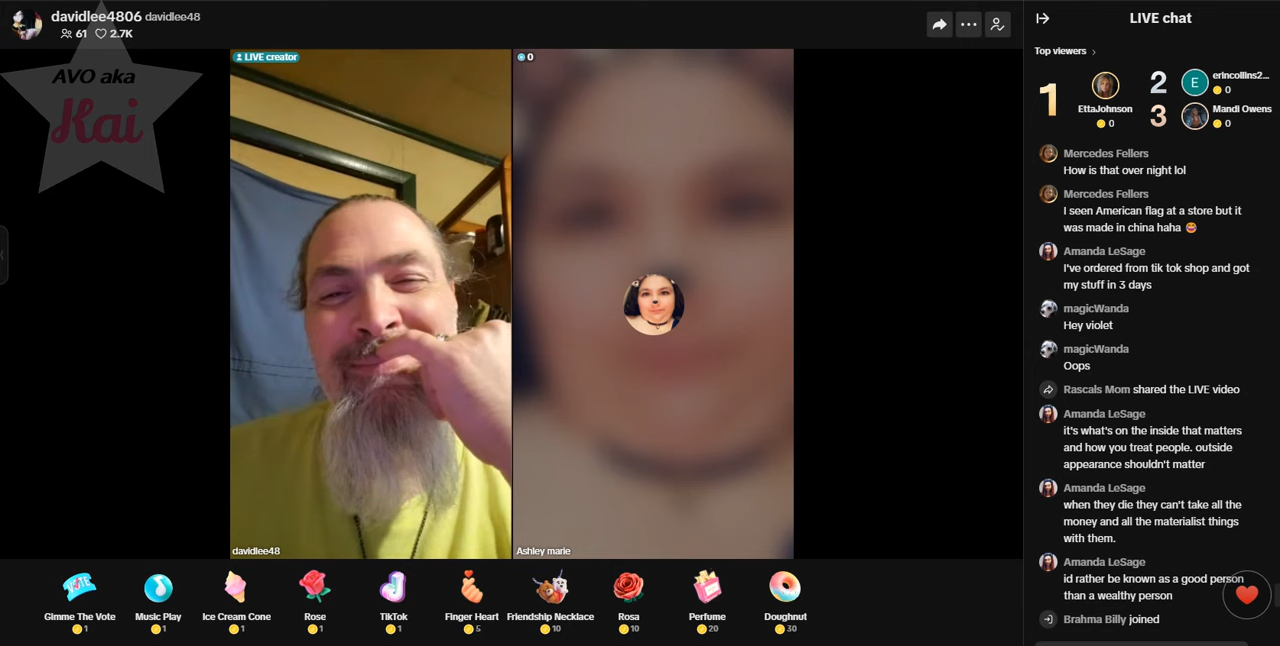 davidlee4806 davidlee48
61 2.7K
AVO aka
Kai
LIVE creator
0
davidlee48
Ashley marie
Gimme The Vote
1
Music Play
1
Ice Cream Cone
1
Rose
1
TikTok
1
Finger Heart
5
Friendship Necklace
10
Rosa
10
Perfume
20
Doughnut
30
LIVE chat
Top viewers
1
EttaJohnson
0
2
E
erincollins2...
0
3
Mandi Owens
0
Mercedes Fellers
How is that over night lol
Mercedes Fellers
I seen American flag at a store but it
was made in china haha
Amanda LeSage
I've ordered from tik tok shop and got
my stuff in 3 days
magicWanda
Hey violet
magicWanda
Oops
Rascals Mom shared the LIVE video
Amanda LeSage
it's what's on the inside that matters
and how you treat people. outside
appearance shouldn't matter
Amanda LeSage
when they die they can't take all the
money and all the materialist things
with them.
Amanda LeSage
id rather be known as a good person
than a wealthy person
Brahma Billy joined